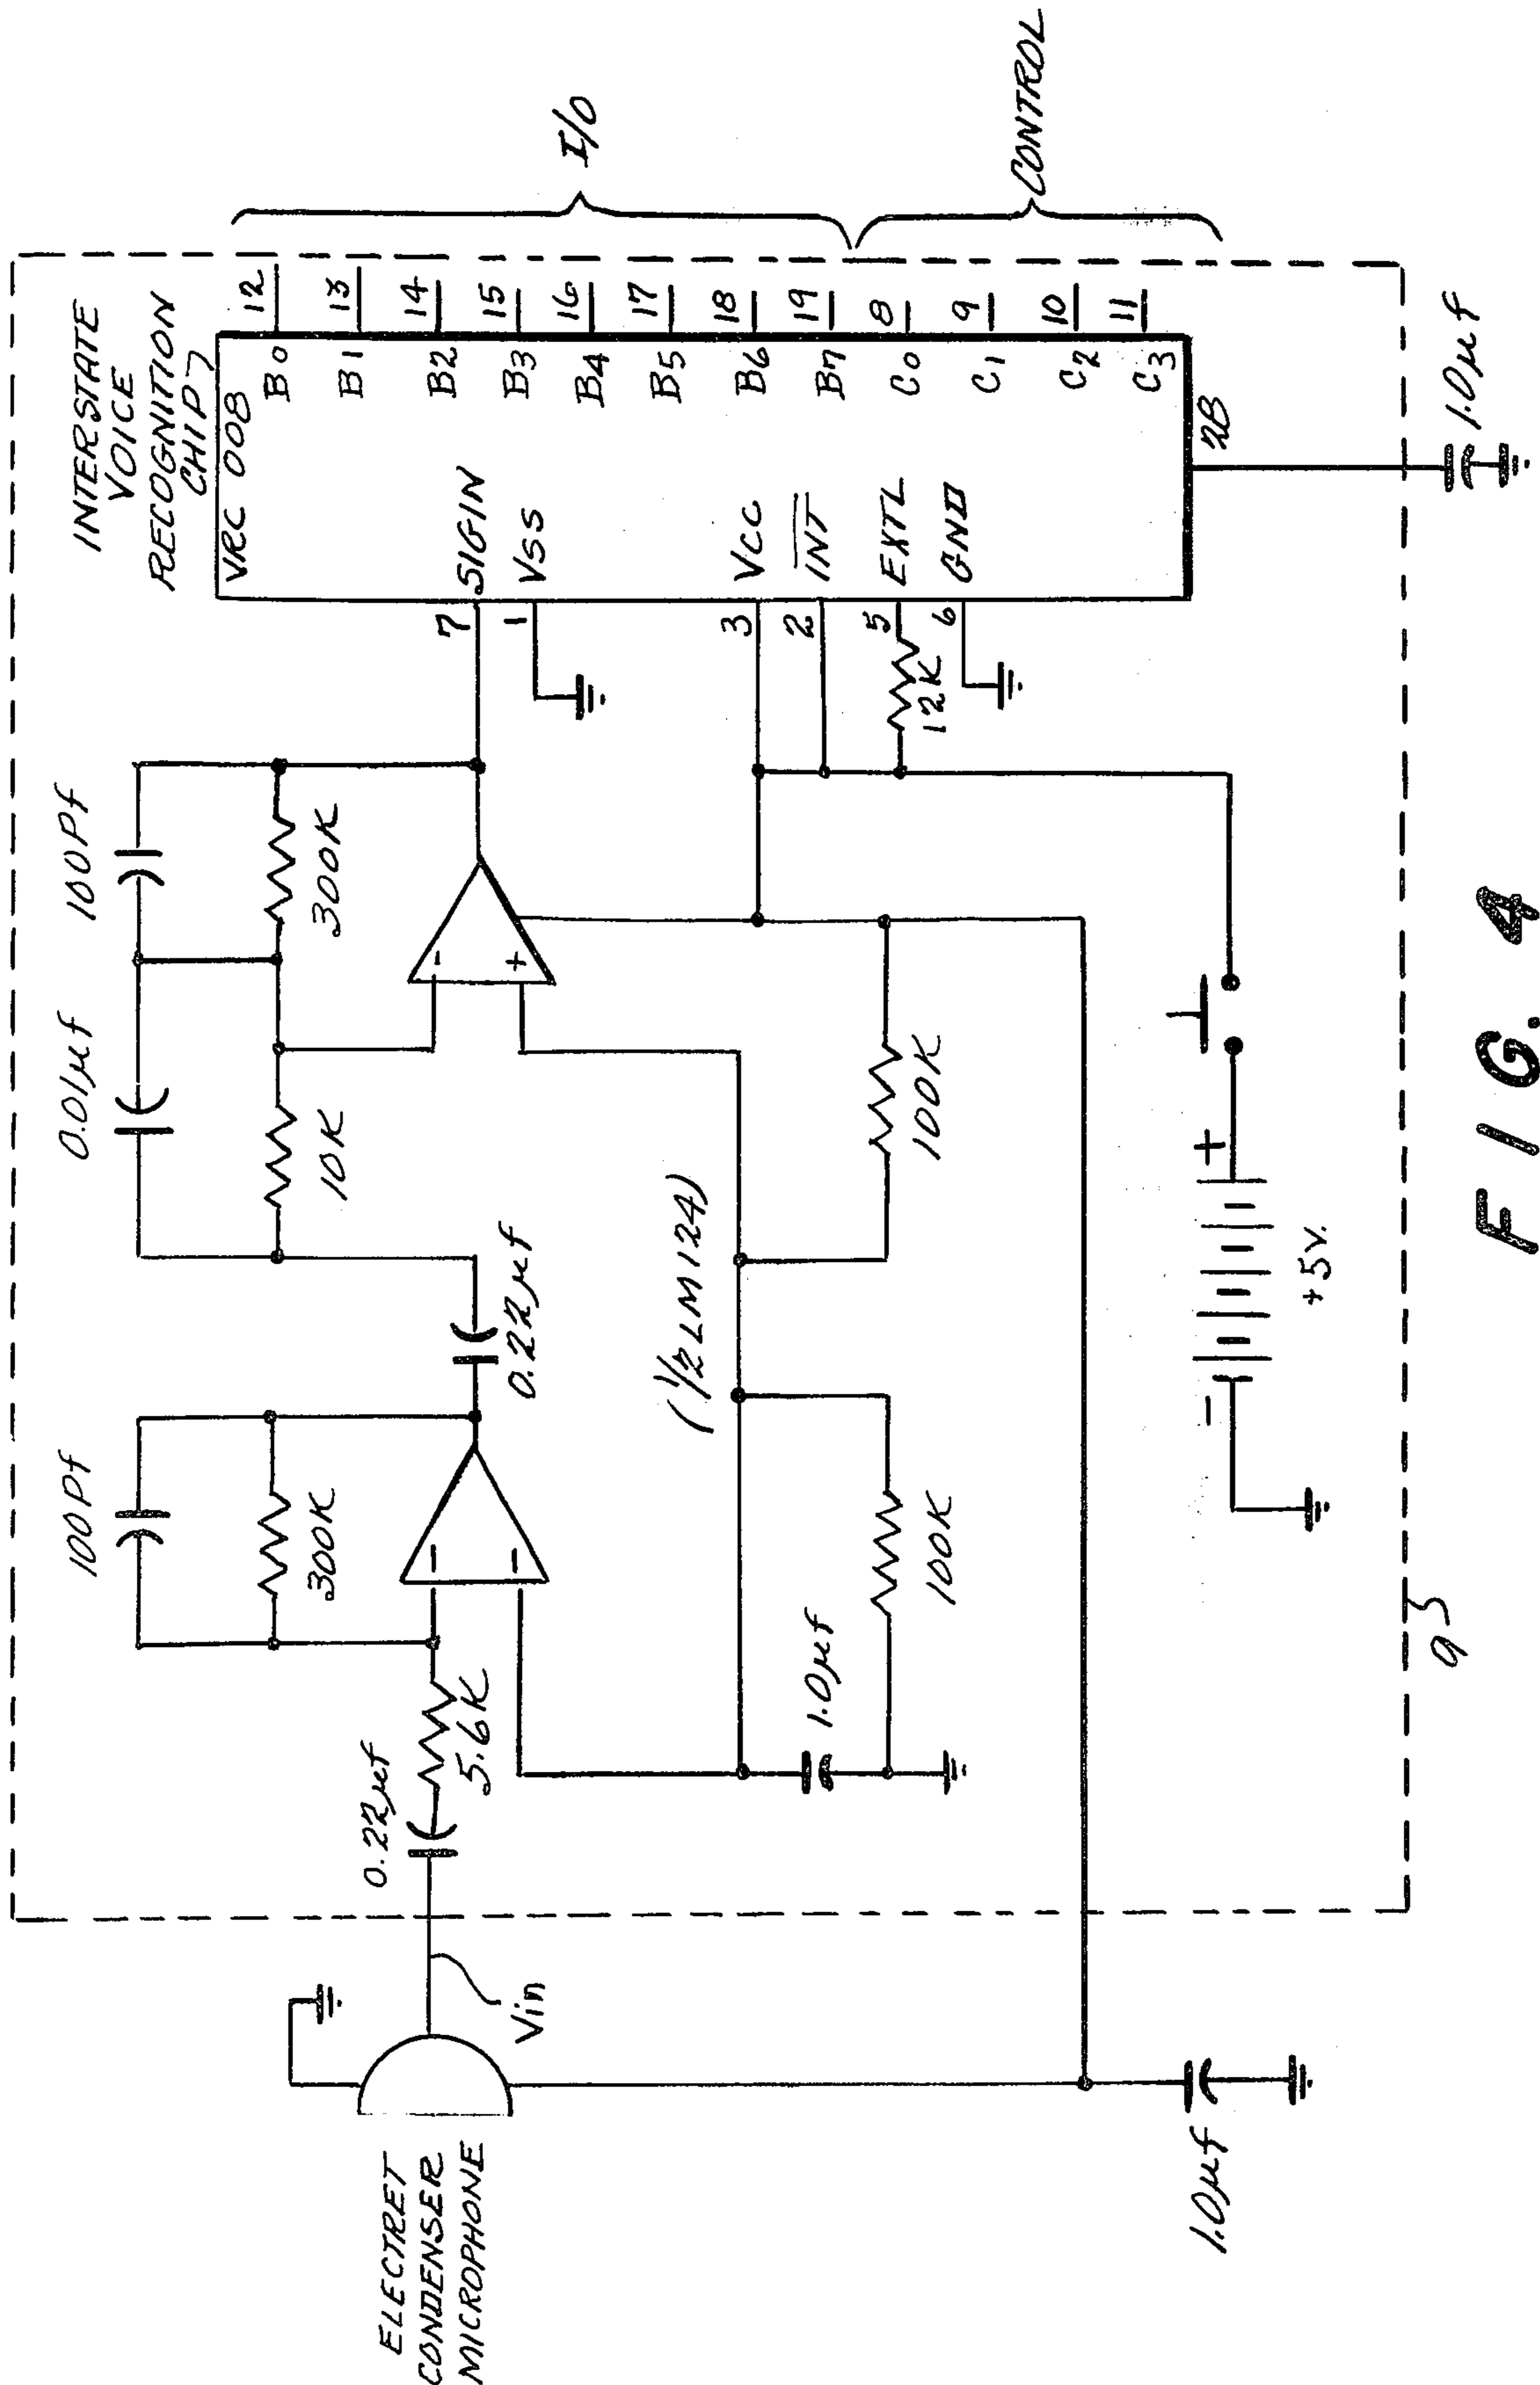 INTERSTATE
VOICE
RECOGNITION
CHIP
VRC 008
B0 12
B1 13
B2 14
B3 15
B4 16
B5 17
B6 18
B7 19
C0 8
C1 9
C2 10
C3 11
I/O
CONTROL
7 SIGIN
1 VSS
3 VCC
2 INT
5 EXTL
6 GND
12K
28
1.0µf
100Pf
0.01µf
300K
10K
-
+
100Pf
300K
0.22µf
-
-
0.22µf
5.6K
(1/2 LM124)
100K
100K
1.0µf
Vin
ELECTRET
CONDENSER
MICROPHONE
1.0µf
-
+
+5V.
9
FIG. 4